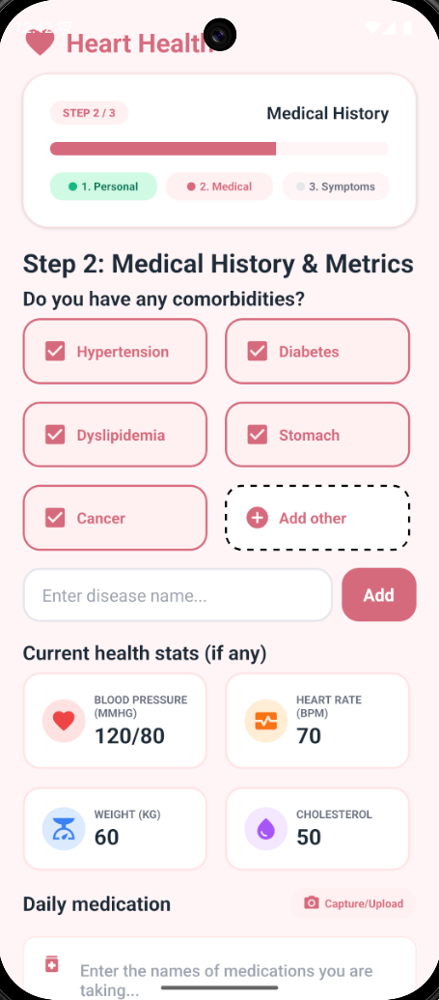 Heart Health
STEP 2 / 3
Medical History
1. Personal
2. Medical
3. Symptoms
Step 2: Medical History & Metrics
Do you have any comorbidities?
Hypertension
Diabetes
Dyslipidemia
Stomach
Cancer
Add other
Enter disease name...
Add
Current health stats (if any)
BLOOD PRESSURE
(MMHG)
120/80
HEART RATE
(BPM)
70
WEIGHT (KG)
60
CHOLESTEROL
50
Daily medication
Capture/Upload
Enter the names of medications you are
taking...